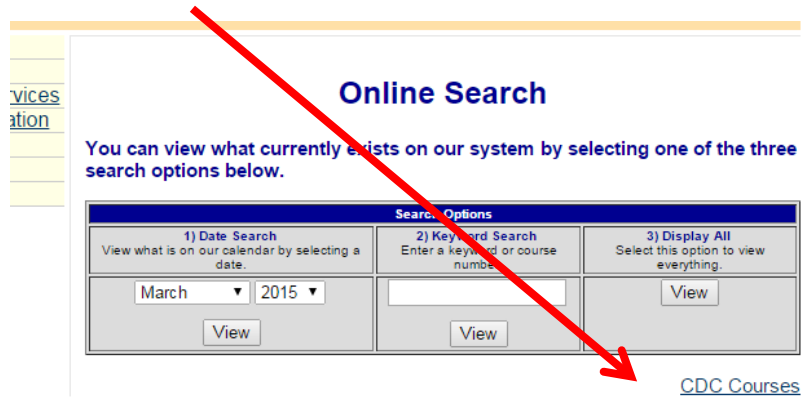 rvices
ation
Online Search
You can view what currently exists on our system by selecting one of the three
search options below.
Search Options
1) Date Search
View what is on our calendar by selecting a
date.
2) Keyword Search
Enter a keyword or course
number
3) Display All
Select this option to view
everything.
March 2015
View
View
View
CDC Courses